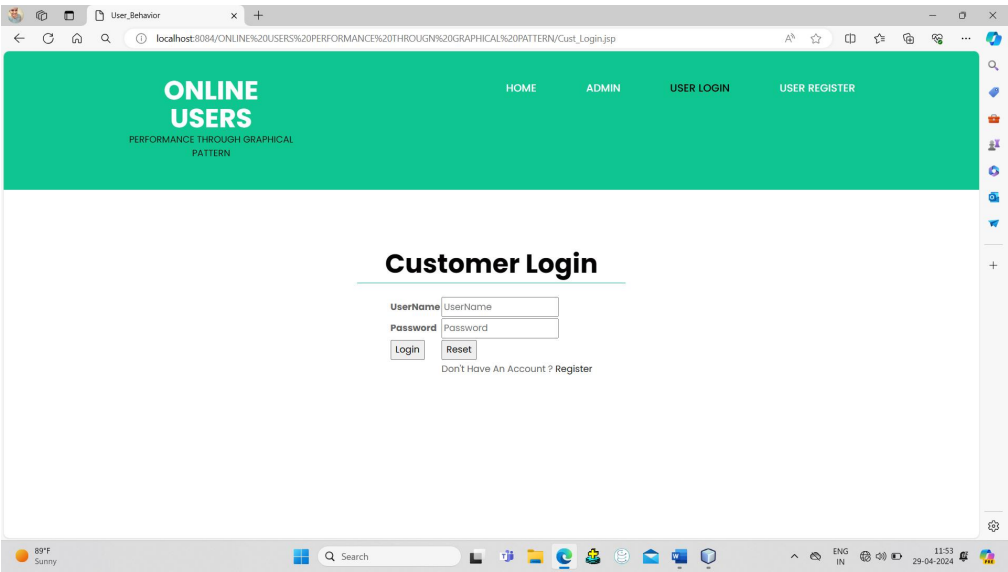 User_Behavior
localhost:8084/ONLINE%20USERS%20PERFORMANCE%20THROUGN%20GRAPHICAL%20PATTERN/Cust_Login.jsp
ONLINE
USERS
PERFORMANCE THROUGH GRAPHICAL
PATTERN
HOME ADMIN USER LOGIN USER REGISTER
Customer Login
UserName UserName
Password Password
Login Reset
Don't Have An Account ? Register
89°F
Sunny
Search
ENG
IN
11:53
29-04-2024